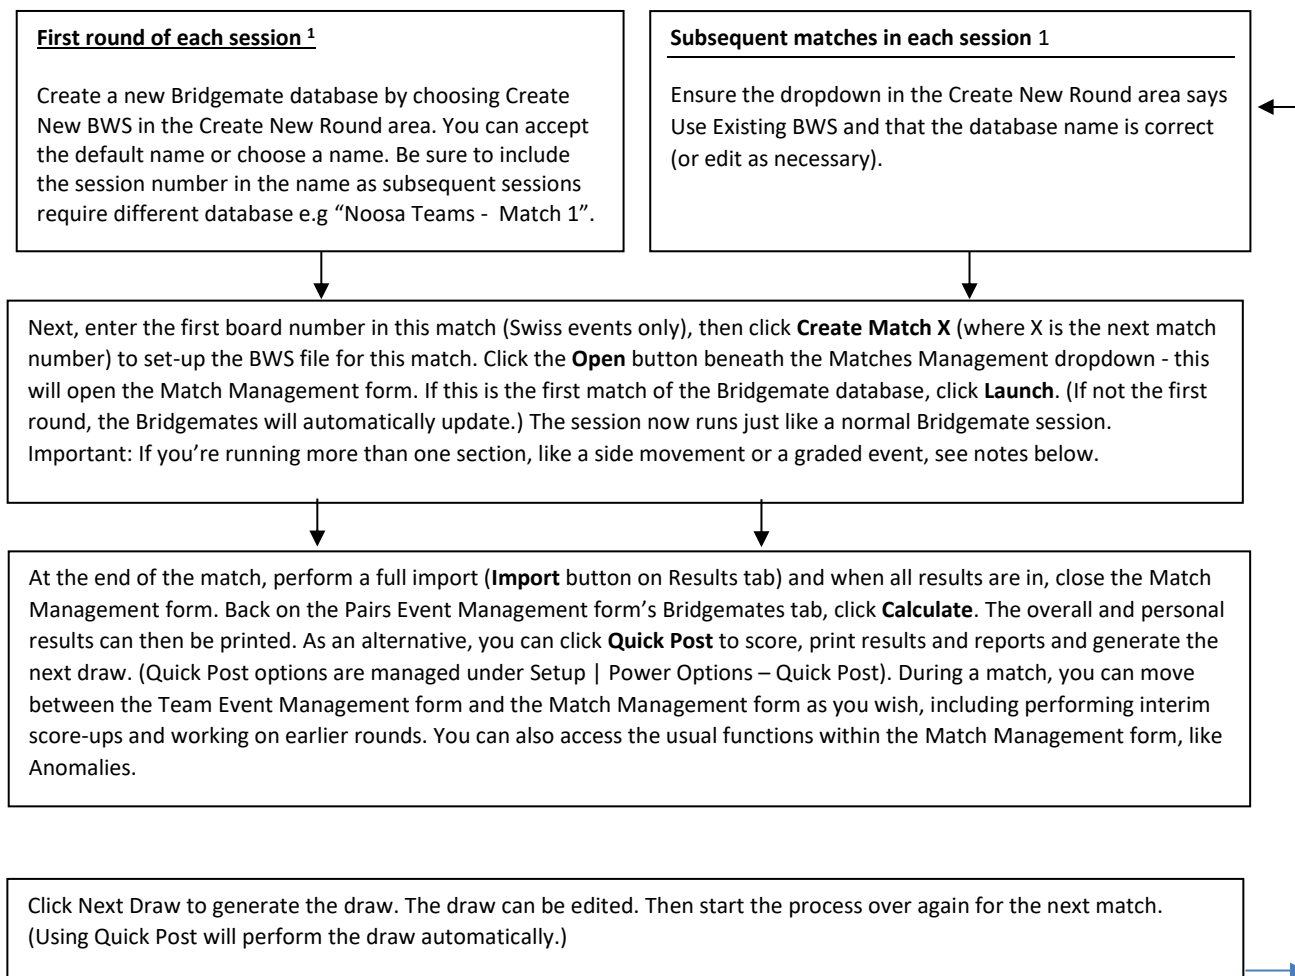 First round of each session 1
Create a new Bridgemate database by choosing Create
New BWS in the Create New Round area. You can accept
the default name or choose a name. Be sure to include
the session number in the name as subsequent sessions
require different database e.g “Noosa Teams - Match 1”.
Subsequent matches in each session 1
Ensure the dropdown in the Create New Round area says
Use Existing BWS and that the database name is correct
(or edit as necessary).
Next, enter the first board number in this match (Swiss events only), then click Create Match X (where X is the next match
number) to set-up the BWS file for this match. Click the Open button beneath the Matches Management dropdown - this
will open the Match Management form. If this is the first match of the Bridgemate database, click Launch. (If not the first
round, the Bridgemates will automatically update.) The session now runs just like a normal Bridgemate session.
Important: If you’re running more than one section, like a side movement or a graded event, see notes below.
At the end of the match, perform a full import (Import button on Results tab) and when all results are in, close the Match
Management form. Back on the Pairs Event Management form’s Bridgemates tab, click Calculate. The overall and personal
results can then be printed. As an alternative, you can click Quick Post to score, print results and reports and generate the
next draw. (Quick Post options are managed under Setup | Power Options – Quick Post). During a match, you can move
between the Team Event Management form and the Match Management form as you wish, including performing interim
score-ups and working on earlier rounds. You can also access the usual functions within the Match Management form, like
Anomalies.
Click Next Draw to generate the draw. The draw can be edited. Then start the process over again for the next match.
(Using Quick Post will perform the draw automatically.)